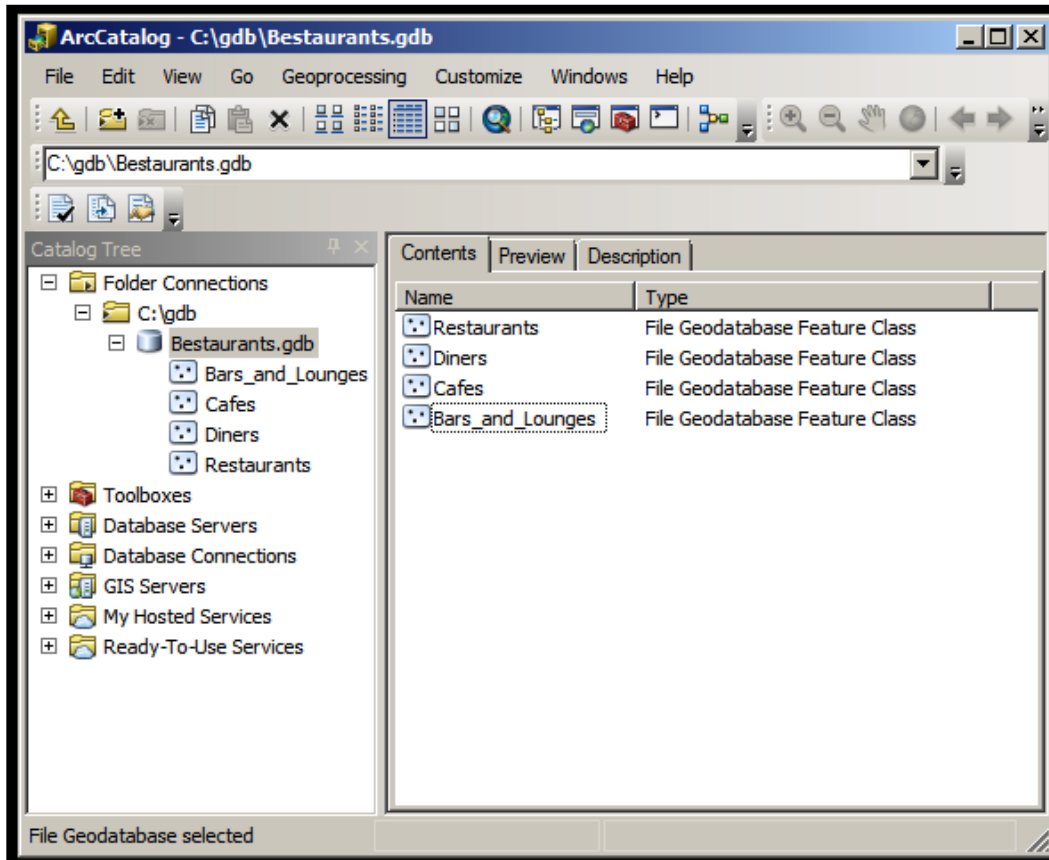 ArcCatalog - C:\gdb\Bestaurants.gdb
File Edit View Go Geoprocessing Customize Windows Help
C:\gdb\Bestaurants.gdb
Catalog Tree
Folder Connections
C:\gdb
Bestaurants.gdb
Bars_and_Lounges
Cafes
Diners
Restaurants
Toolboxes
Database Servers
Database Connections
GIS Servers
My Hosted Services
Ready-To-Use Services
Contents Preview Description
Name Type
Restaurants File Geodatabase Feature Class
Diners File Geodatabase Feature Class
Cafes File Geodatabase Feature Class
Bars_and_Lounges File Geodatabase Feature Class
File Geodatabase selected